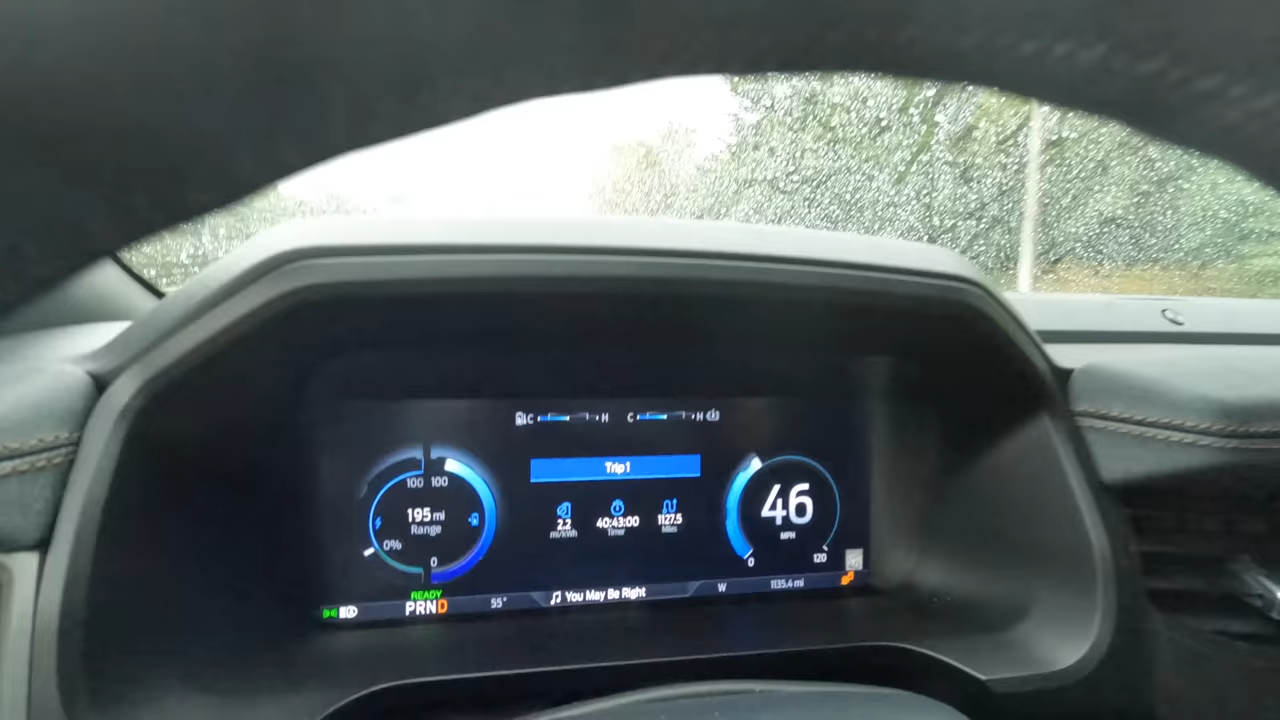 C H C H
Trip 1
100 100
195 mi
Range
0%
0
2.2
mi/kWh
40:43:00
Timer
1127.5
Miles
46
MPH
0 120
READY
PRND
55°
You May Be Right
W
1135.4 mi